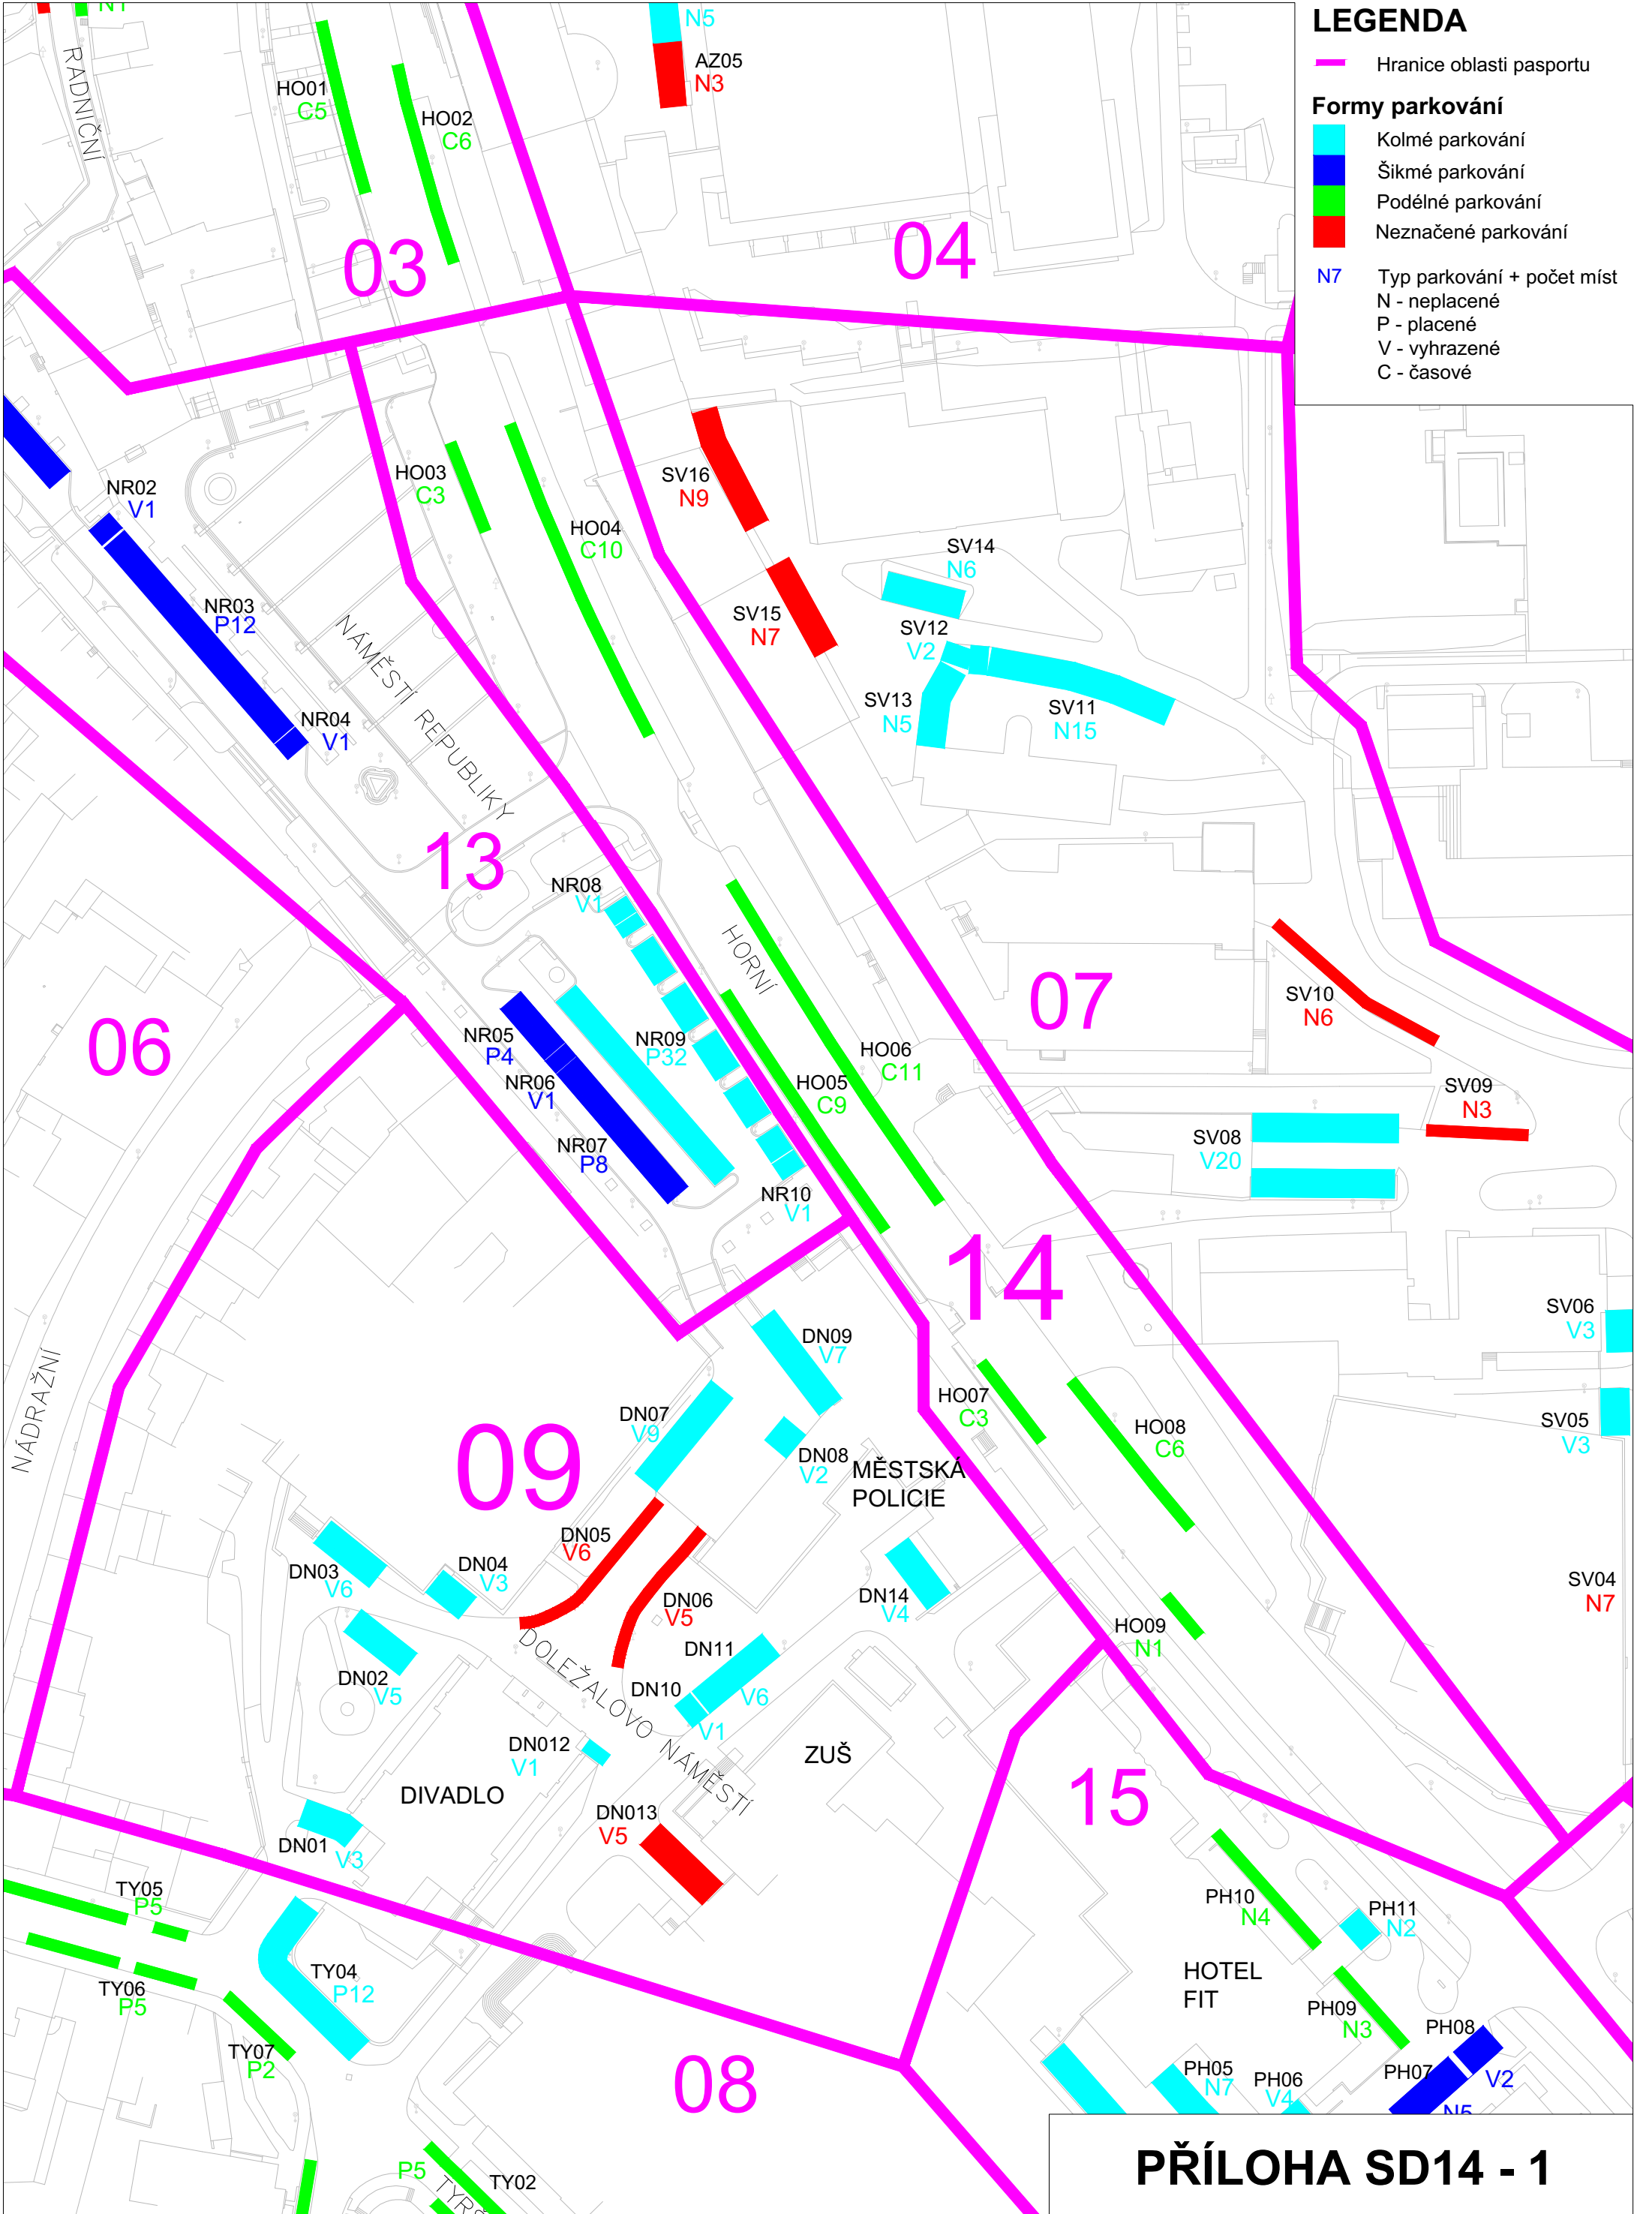 LEGENDA
Hranice oblasti pasportu
Formy parkování
Kolmé parkování
Šikmé parkování
Podélné parkování
Neznačené parkování
N7 Typ parkování + počet míst
N - neplacené
P - placené
V - vyhrazené
C - časové
N1
N5
RADNIČNÍ
HO01
C5
HO02
C6
AZ05
N3
03
04
NR02
V1
HO03
C3
HO04
C10
SV16
N9
SV14
N6
NR03
P12
SV15
N7
SV12
V2
SV13
N5
SV11
N15
NR04
V1
NÁMĚSTÍ REPUBLIKY
13
NR08
V1
HORNÍ
07
SV10
N6
06
NR05
P4
NR06
V1
NR07
P8
NR09
P32
HO06
C11
HO05
C9
SV09
N3
SV08
V20
NR10
V1
14
SV06
V3
SV05
V3
SV04
N7
NÁDRAŽNÍ
DN09
V7
HO07
C3
HO08
C6
DN07
V9
09
DN08
V2
MĚSTSKÁ
POLICIE
DN05
V6
DN03
V6
DN04
V3
DN06
V5
DN14
V4
HO09
N1
DN02
V5
DOLEŽALOVO NÁMĚSTÍ
DN11
V6
DN10
V1
DN012
V1
ZUŠ
DIVADLO
DN013
V5
15
DN01
V3
TY05
P5
TY06
P5
TY04
P12
TY07
P2
PH10
N4
PH11
N2
HOTEL
FIT
PH09
N3
PH08
V2
PH07
N5
PH05
N7
PH06
V4
08
P5
TY02
PŘÍLOHA SD14 - 1